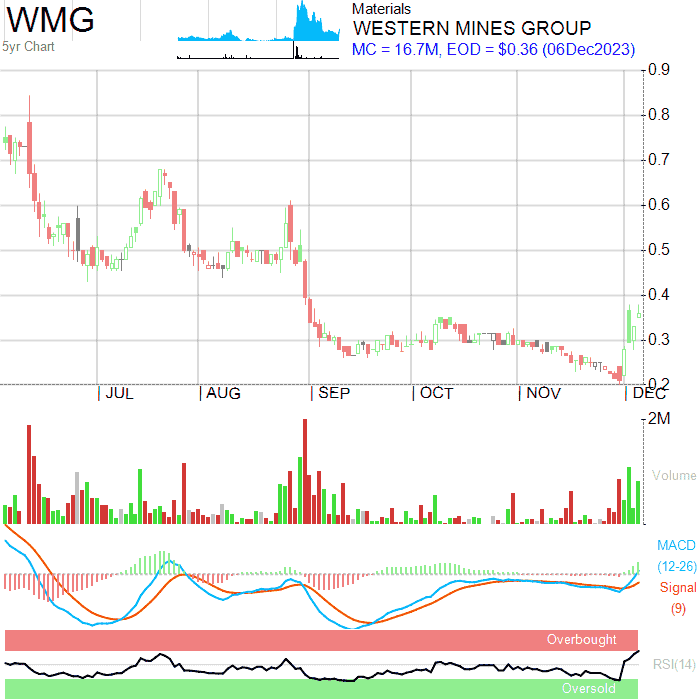 WMG
5yr Chart
Materials
WESTERN MINES GROUP
MC = 16.7M, EOD = $0.36 (06Dec2023)
0.9
0.8
0.7
0.6
0.5
0.4
0.3
0.2
JUL AUG SEP OCT NOV DEC
2M
Volume
MACD
(12-26)
Signal
(9)
Overbought
RSI(14)
Oversold